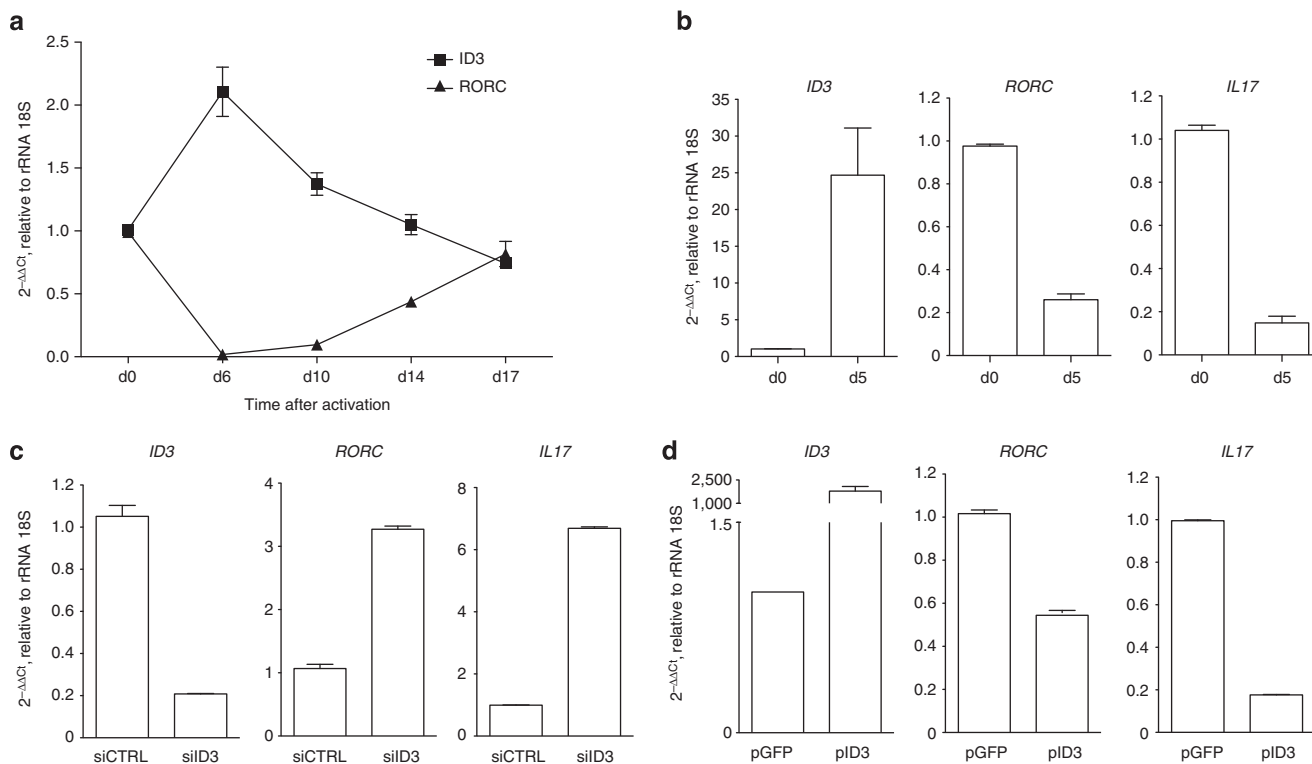 a
2.5
2.0
1.5
1.0
0.5
0.0
2–ΔΔCt, relative to rRNA 18S
ID3
RORC
d0 d6 d10 d14 d17
Time after activation
b
2–ΔΔCt, relative to rRNA 18S
ID3
35
30
25
20
15
10
5
0
d0 d5
RORC
1.2
1.0
0.8
0.6
0.4
0.2
0
d0 d5
IL17
1.2
1.0
0.8
0.6
0.4
0.2
0
d0 d5
c
2–ΔΔCt, relative to rRNA 18S
ID3
1.2
1.0
0.8
0.6
0.4
0.2
0
siCTRL siID3
RORC
4
3
2
1
0
siCTRL siID3
IL17
8
6
4
2
0
siCTRL siID3
d
2–ΔΔCt, relative to rRNA 18S
ID3
2,500
1,000
1.5
0
pGFP pID3
RORC
1.2
1.0
0.8
0.6
0.4
0.2
0
pGFP pID3
IL17
1.2
1.0
0.8
0.6
0.4
0.2
0
pGFP pID3